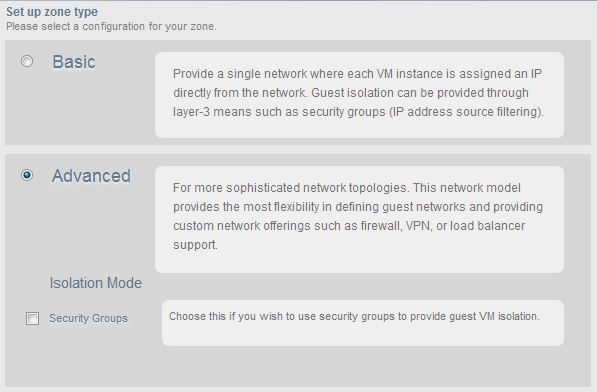 Set up zone type
Please select a configuration for your zone.
Basic
Provide a single network where each VM instance is assigned an IP
directly from the network. Guest isolation can be provided through
layer-3 means such as security groups (IP address source filtering).
Advanced
For more sophisticated network topologies. This network model
provides the most flexibility in defining guest networks and providing
custom network offerings such as firewall, VPN, or load balancer
support.
Isolation Mode
Security Groups
Choose this if you wish to use security groups to provide guest VM isolation.